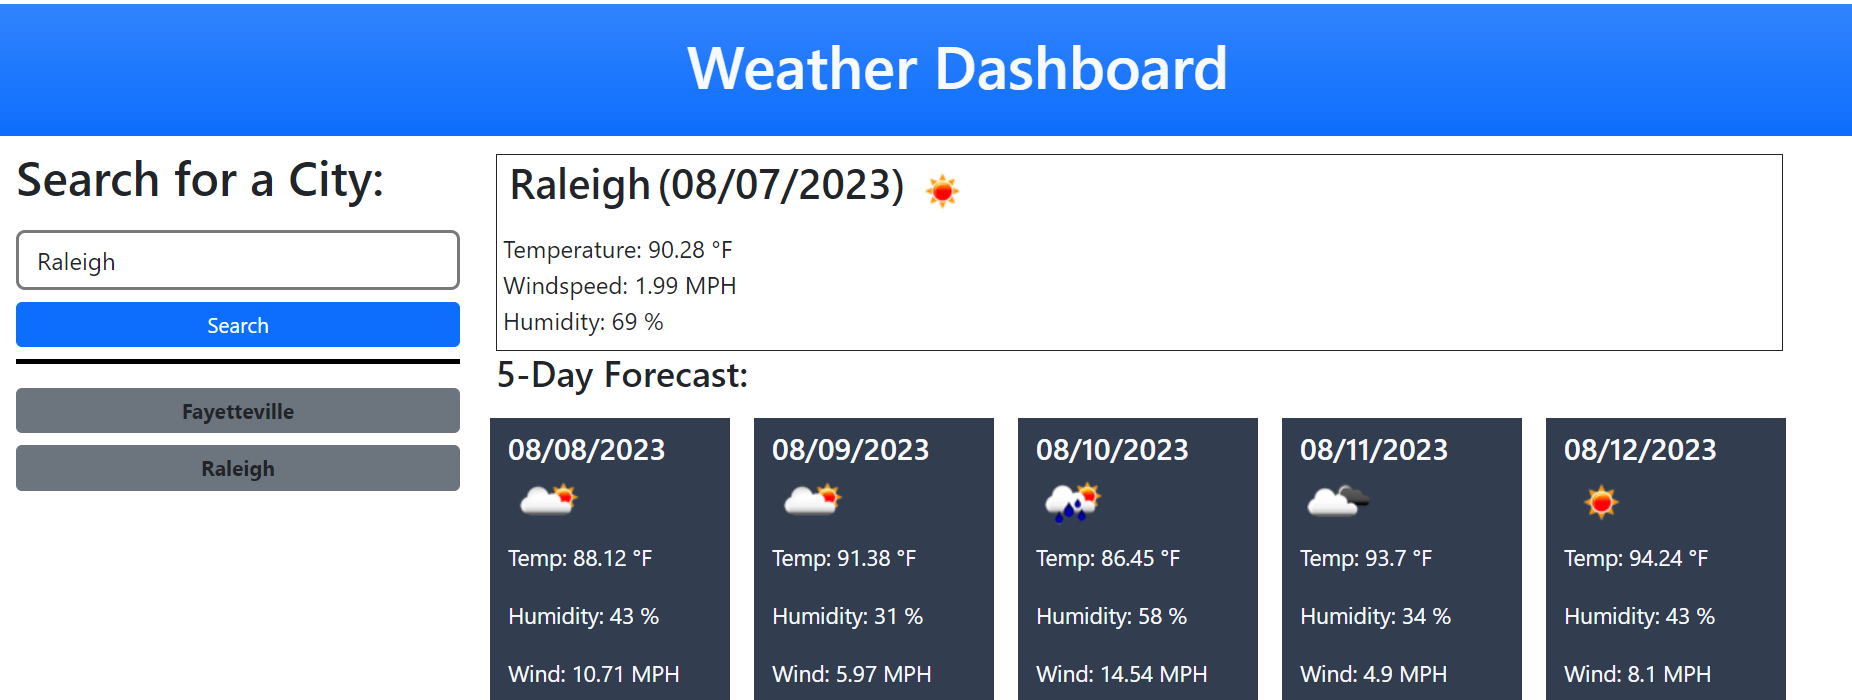 Weather Dashboard
Search for a City:
Raleigh
Search
Fayetteville
Raleigh
Raleigh (08/07/2023)
Temperature: 90.28 °F
Windspeed: 1.99 MPH
Humidity: 69 %
5-Day Forecast:
08/08/2023
Temp: 88.12 °F
Humidity: 43 %
Wind: 10.71 MPH
08/09/2023
Temp: 91.38 °F
Humidity: 31 %
Wind: 5.97 MPH
08/10/2023
Temp: 86.45 °F
Humidity: 58 %
Wind: 14.54 MPH
08/11/2023
Temp: 93.7 °F
Humidity: 34 %
Wind: 4.9 MPH
08/12/2023
Temp: 94.24 °F
Humidity: 43 %
Wind: 8.1 MPH